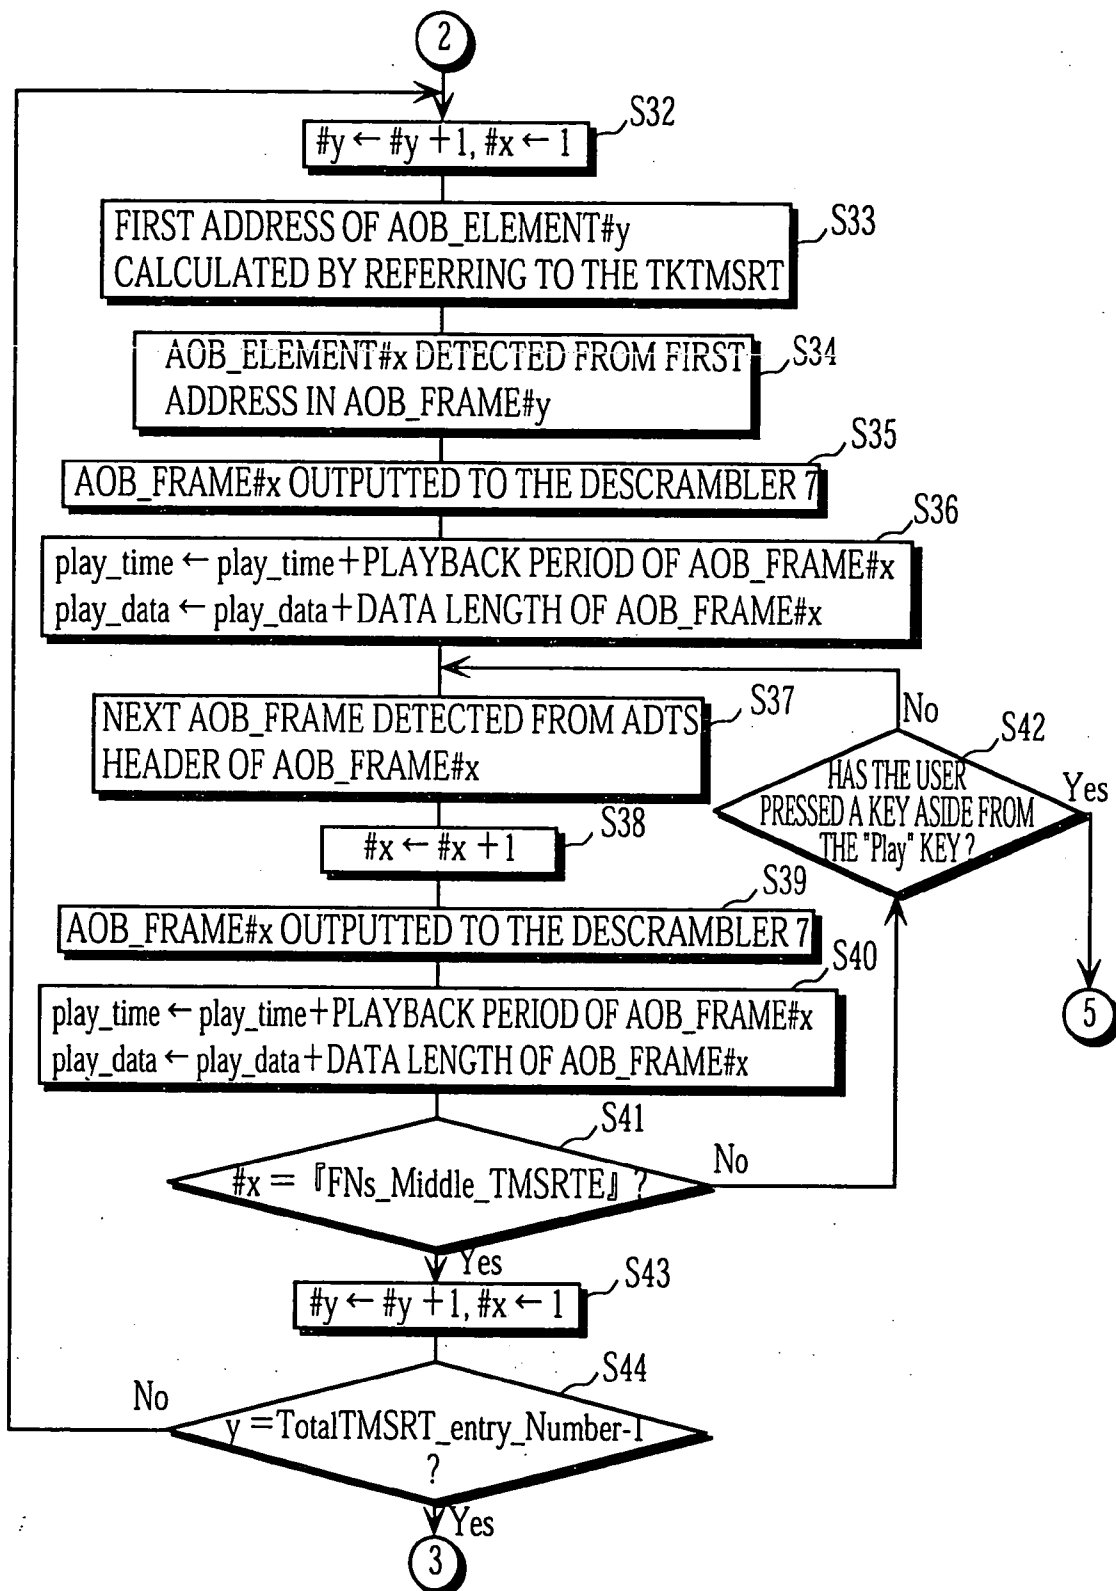 2
S32
#y ← #y + 1, #x ← 1
S33
FIRST ADDRESS OF AOB_ELEMENT#y
CALCULATED BY REFERRING TO THE TKTMSRT
S34
AOB_ELEMENT#x DETECTED FROM FIRST
ADDRESS IN AOB_FRAME#y
S35
AOB_FRAME#x OUTPUTTED TO THE DESCRAMBLER 7
S36
play_time ← play_time+PLAYBACK PERIOD OF AOB_FRAME#x
play_data ← play_data+DATA LENGTH OF AOB_FRAME#x
S37
NEXT AOB_FRAME DETECTED FROM ADTS
HEADER OF AOB_FRAME#x
No
S42
HAS THE USER
PRESSED A KEY ASIDE FROM
THE "Play" KEY ?
Yes
S38
#x ← #x + 1
S39
AOB_FRAME#x OUTPUTTED TO THE DESCRAMBLER 7
S40
play_time ← play_time+PLAYBACK PERIOD OF AOB_FRAME#x
play_data ← play_data+DATA LENGTH OF AOB_FRAME#x
5
S41
#x = 『FNs_Middle_TMSRTE』 ?
No
Yes
S43
#y ← #y + 1, #x ← 1
S44
No
y =TotalTMSRT_entry_Number-1
?
Yes
3